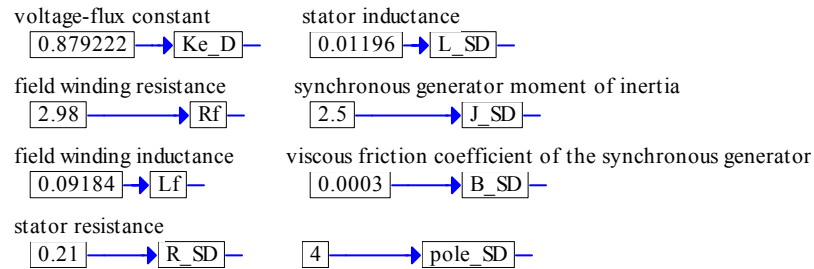 voltage-flux constant stator inductance
0.879222 Ke_D 0.01196 L_SD
field winding resistance synchronous generator moment of inertia
2.98 Rf 2.5 J_SD
field winding inductance viscous friction coefficient of the synchronous generator
0.09184 Lf 0.0003 B_SD
stator resistance
0.21 R_SD 4 pole_SD